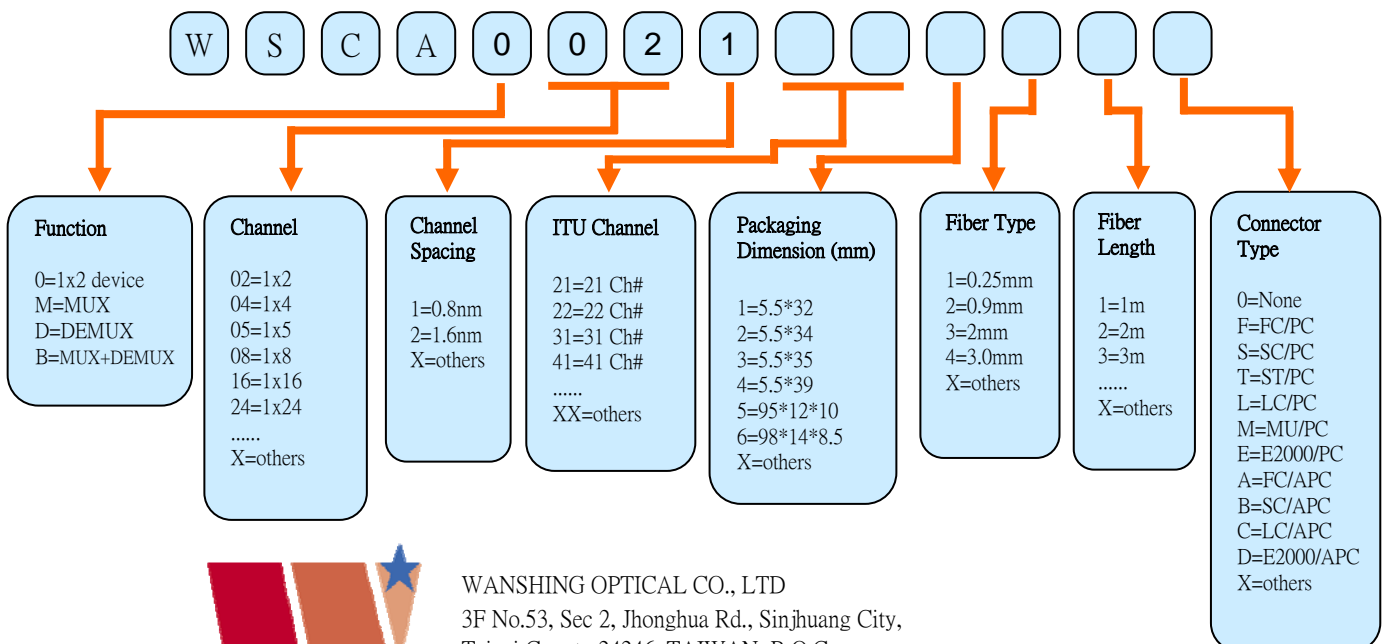 W S C A 0 0 2 1
Function
0=1x2 device
M=MUX
D=DEMUX
B=MUX+DEMUX
Channel
02=1x2
04=1x4
05=1x5
08=1x8
16=1x16
24=1x24
......
X=others
Channel
Spacing
1=0.8nm
2=1.6nm
X=others
ITU Channel
21=21 Ch#
22=22 Ch#
31=31 Ch#
41=41 Ch#
......
XX=others
Packaging
Dimension (mm)
1=5.5*32
2=5.5*34
3=5.5*35
4=5.5*39
5=95*12*10
6=98*14*8.5
X=others
Fiber Type
1=0.25mm
2=0.9mm
3=2mm
4=3.0mm
X=others
Fiber
Length
1=1m
2=2m
3=3m
......
X=others
Connector
Type
0=None
F=FC/PC
S=SC/PC
T=ST/PC
L=LC/PC
M=MU/PC
E=E2000/PC
A=FC/APC
B=SC/APC
C=LC/APC
D=E2000/APC
X=others
WANSHING OPTICAL CO., LTD
3F No.53, Sec 2, Jhonghua Rd., Sinjhuang City,